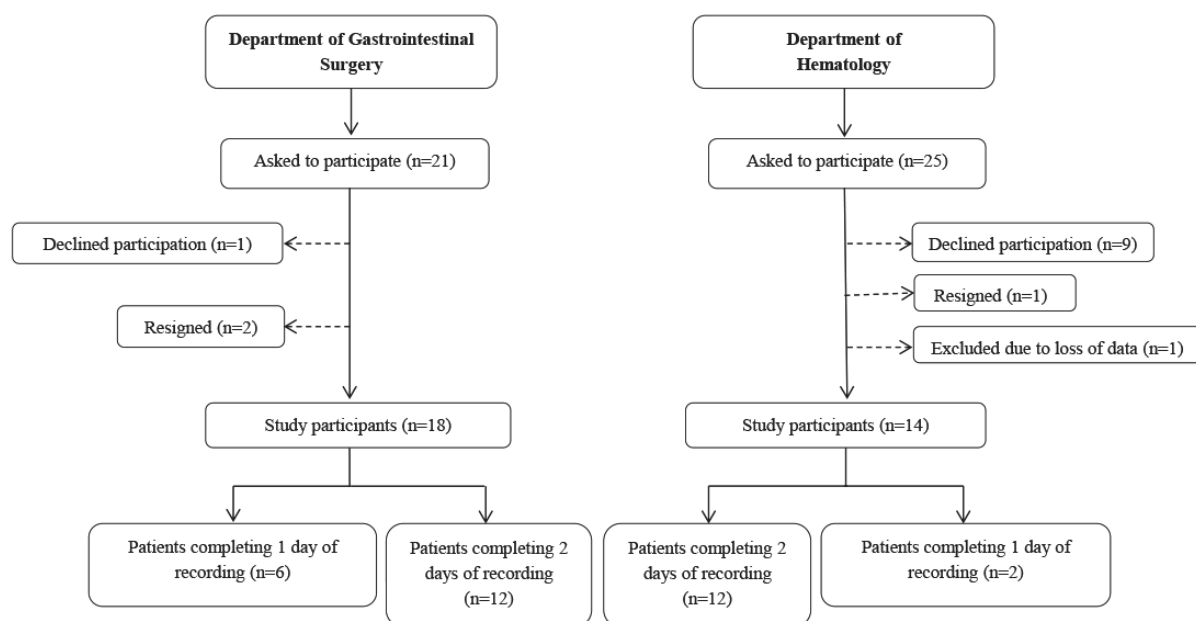 Department of Gastrointestinal
Surgery
Asked to participate (n=21)
Declined participation (n=1)
Resigned (n=2)
Study participants (n=18)
Patients completing 1 day of
recording (n=6)
Patients completing 2
days of recording
(n=12)
Department of
Hematology
Asked to participate (n=25)
Declined participation (n=9)
Resigned (n=1)
Excluded due to loss of data (n=1)
Study participants (n=14)
Patients completing 2
days of recording
(n=12)
Patients completing 1 day of
recording (n=2)